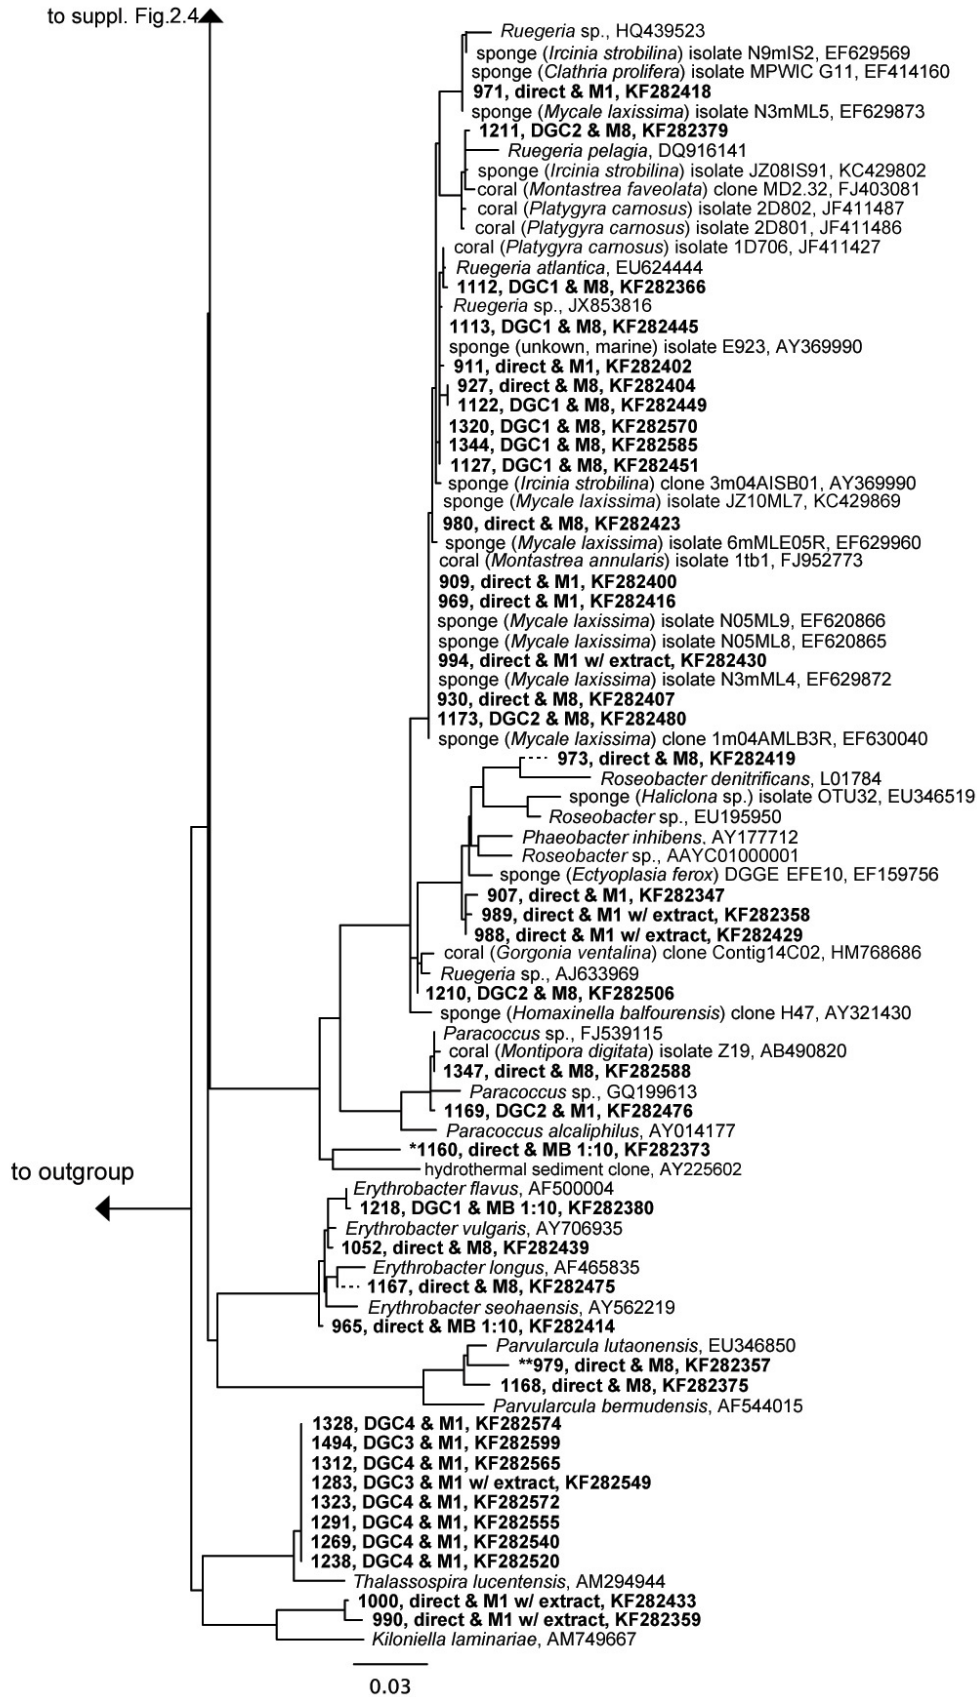 to suppl. Fig.2.4
Ruegeria sp., HQ439523
sponge (Ircinia strobilina) isolate N9mIS2, EF629569
sponge (Clathria prolifera) isolate MPWIC G11, EF414160
971, direct & M1, KF282418
sponge (Mycale laxissima) isolate N3mML5, EF629873
1211, DGC2 & M8, KF282379
Ruegeria pelagia, DQ916141
sponge (Ircinia strobilina) isolate JZ08IS91, KC429802
coral (Montastrea faveolata) clone MD2.32, FJ403081
coral (Platygyra carnosus) isolate 2D802, JF411487
coral (Platygyra carnosus) isolate 2D801, JF411486
coral (Platygyra carnosus) isolate 1D706, JF411427
Ruegeria atlantica, EU624444
1112, DGC1 & M8, KF282366
Ruegeria sp., JX853816
1113, DGC1 & M8, KF282445
sponge (unkown, marine) isolate E923, AY369990
911, direct & M1, KF282402
927, direct & M8, KF282404
1122, DGC1 & M8, KF282449
1320, DGC1 & M8, KF282570
1344, DGC1 & M8, KF282585
1127, DGC1 & M8, KF282451
sponge (Ircinia strobilina) clone 3m04AISB01, AY369990
sponge (Mycale laxissima) isolate JZ10ML7, KC429869
980, direct & M8, KF282423
sponge (Mycale laxissima) isolate 6mMLE05R, EF629960
coral (Montastrea annularis) isolate 1tb1, FJ952773
909, direct & M1, KF282400
969, direct & M1, KF282416
sponge (Mycale laxissima) isolate N05ML9, EF620866
sponge (Mycale laxissima) isolate N05ML8, EF620865
994, direct & M1 w/ extract, KF282430
sponge (Mycale laxissima) isolate N3mML4, EF629872
930, direct & M8, KF282407
1173, DGC2 & M8, KF282480
sponge (Mycale laxissima) clone 1m04AMLB3R, EF630040
973, direct & M8, KF282419
Roseobacter denitrificans, L01784
sponge (Haliclona sp.) isolate OTU32, EU346519
Roseobacter sp., EU195950
Phaeobacter inhibens, AY177712
Roseobacter sp., AAYC01000001
sponge (Ectyoplasia ferox) DGGE EFE10, EF159756
907, direct & M1, KF282347
989, direct & M1 w/ extract, KF282358
988, direct & M1 w/ extract, KF282429
coral (Gorgonia ventalina) clone Contig14C02, HM768686
Ruegeria sp., AJ633969
1210, DGC2 & M8, KF282506
sponge (Homaxinella balfourensis) clone H47, AY321430
Paracoccus sp., FJ539115
coral (Montipora digitata) isolate Z19, AB490820
1347, direct & M8, KF282588
Paracoccus sp., GQ199613
1169, DGC2 & M1, KF282476
Paracoccus alcaliphilus, AY014177
*1160, direct & MB 1:10, KF282373
hydrothermal sediment clone, AY225602
to outgroup
Erythrobacter flavus, AF500004
1218, DGC1 & MB 1:10, KF282380
Erythrobacter vulgaris, AY706935
1052, direct & M8, KF282439
Erythrobacter longus, AF465835
1167, direct & M8, KF282475
Erythrobacter seohaensis, AY562219
965, direct & MB 1:10, KF282414
Parvularcula lutaonensis, EU346850
**979, direct & M8, KF282357
1168, direct & M8, KF282375
Parvularcula bermudensis, AF544015
1328, DGC4 & M1, KF282574
1494, DGC3 & M1, KF282599
1312, DGC4 & M1, KF282565
1283, DGC3 & M1 w/ extract, KF282549
1323, DGC4 & M1, KF282572
1291, DGC4 & M1, KF282555
1269, DGC4 & M1, KF282540
1238, DGC4 & M1, KF282520
Thalassospira lucentensis, AM294944
1000, direct & M1 w/ extract, KF282433
990, direct & M1 w/ extract, KF282359
Kiloniella laminariae, AM749667
0.03